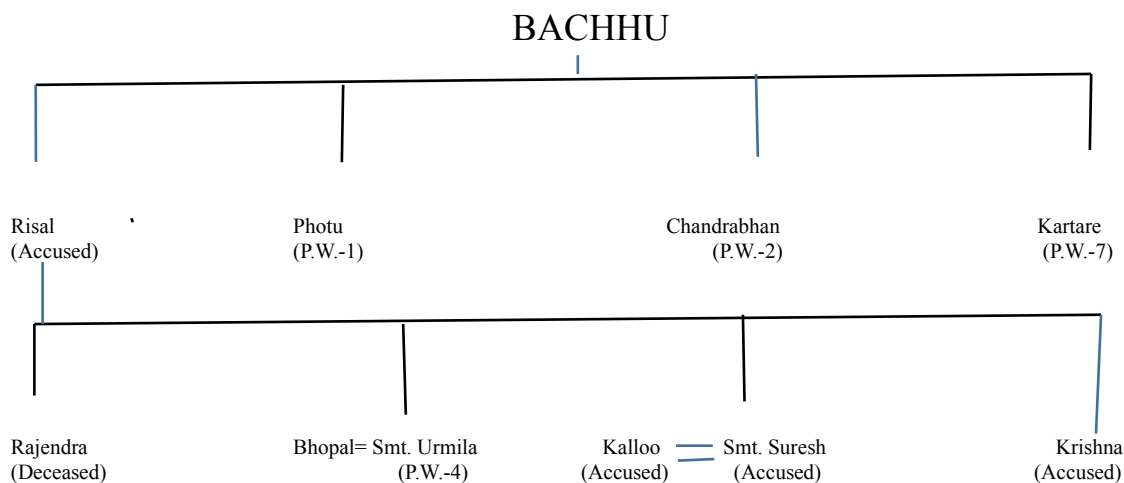 BACHHU
Risal Photu Chandrabhan Kartare
(Accused) (P.W.-1) (P.W.-2) (P.W.-7)
Rajendra Bhopal= Smt. Urmila Kalloo Smt. Suresh Krishna
(Deceased) (P.W.-4) (Accused) (Accused) (Accused)